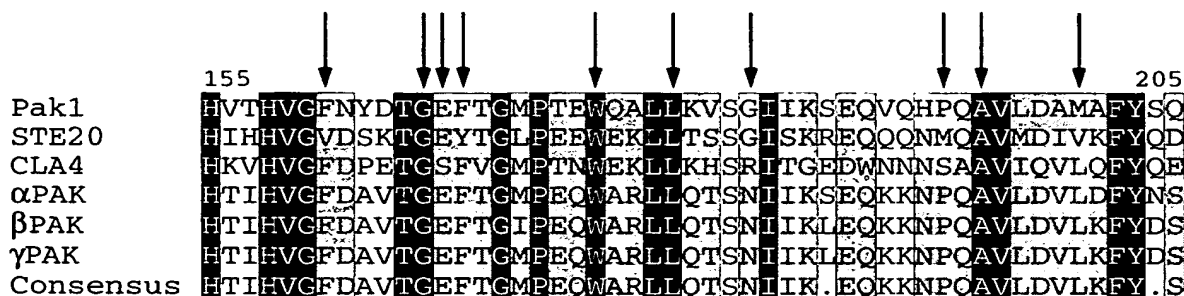 155 205
Pak1 HVTHVGFNYDTGEFTGMPTEWQALLKVSGIIKSEQVQHPQAVLDAMAFYSQ
STE20 HIHHVGVDSKTGEYTGLPEEWEKLLTSSGISKREQQQNMQAVMDIVKFYQD
CLA4 HKVHVGFDPETGSFVGMPTNWEKLLKHSRITGEDWNNNSAAVIQVLQFYQE
αPAK HTIHVGFDAVTGEFTGMPEQWARLLQTSNIIKSEQKKNPQAVLDVLDFYNS
βPAK HTIHVGFDAVTGEFTGIPEQWARLLQTSNIIKLEQKKNPQAVLDVLKFYDS
γPAK HTIHVGFDAVTGEFTGMPEQWARLLQTSNIIKLEQKKNPQAVLDVLKFYDS
Consensus HTIHVGFDAVTGEFTGMPEQWARLLQTSNIIK.EQKKNPQAVLDVLKFY.S